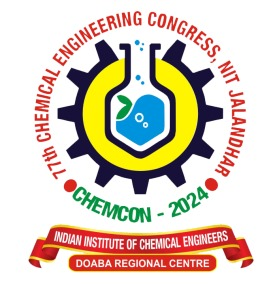 77th CHEMICAL ENGINEERING CONGRESS, NIT JALANDHAR
CHEMCON - 2024
INDIAN INSTITUTE OF CHEMICAL ENGINEERS
DOABA REGIONAL CENTRE